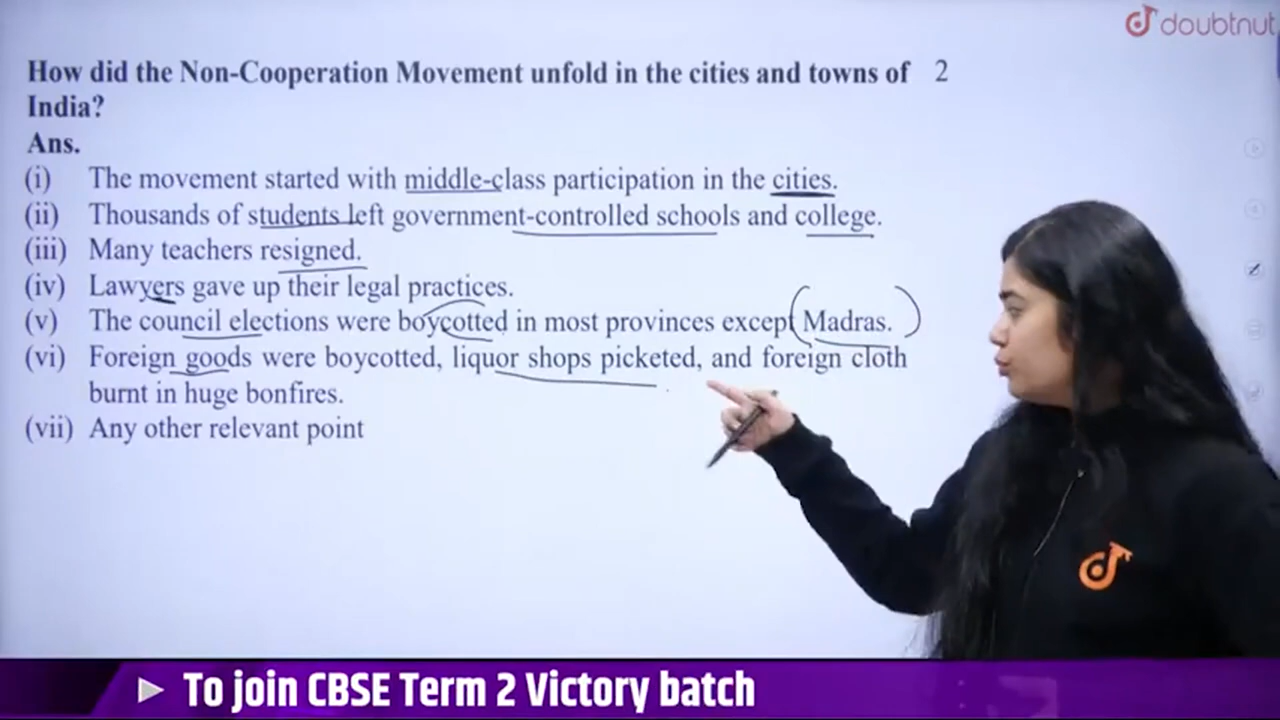 doubtnut
How did the Non-Cooperation Movement unfold in the cities and towns of 2
India?
Ans.
(i) The movement started with middle-class participation in the cities.
(ii) Thousands of students left government-controlled schools and college.
(iii) Many teachers resigned.
(iv) Lawyers gave up their legal practices.
(v) The council elections were boycotted in most provinces except Madras.
(vi) Foreign goods were boycotted, liquor shops picketed, and foreign cloth
burnt in huge bonfires.
(vii) Any other relevant point
To join CBSE Term 2 Victory batch